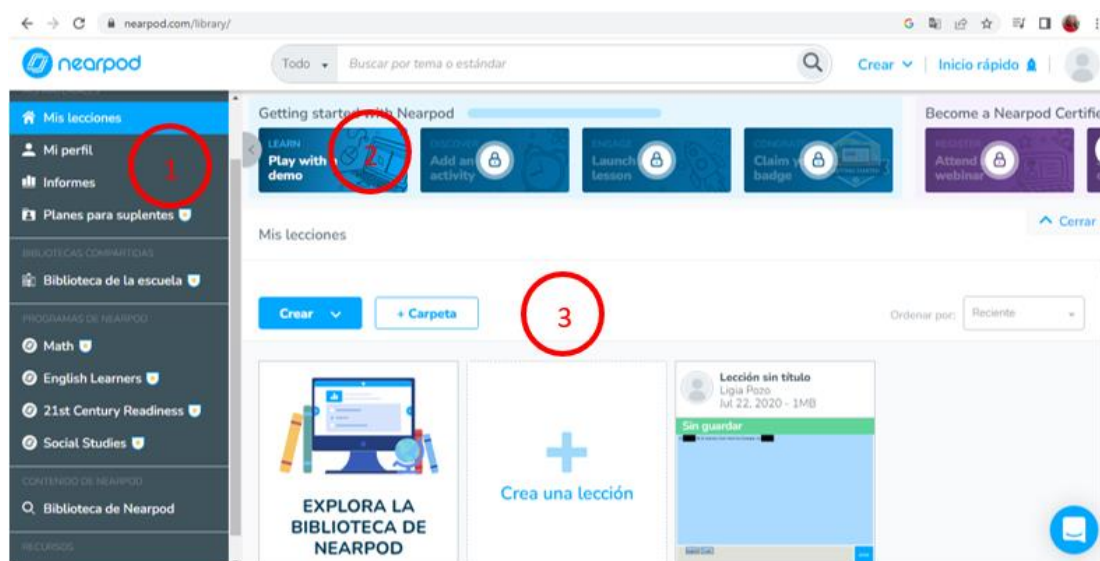 nearpod.com/library/
G
nearpod
Todo
Buscar por tema o estándar
Crear
Inicio rápido
Mis lecciones
Mi perfil
Informes
Planes para suplentes
BIBLIOTECAS COMPARTIDAS
Biblioteca de la escuela
PROGRAMAS DE NEARPOD
Math
English Learners
21st Century Readiness
Social Studies
CONTENIDO DE NEARPOD
Biblioteca de Nearpod
RECURSOS
1
Getting started with Nearpod
Become a Nearpod Certifie
LEARN
Play with a
demo
2
DISCOVER
Add an
activity
ENGAGE
Launch
lesson
Claim
badge
3
REGISTER
Attend
webinar
Cerrar
Mis lecciones
Crear
+ Carpeta
3
Ordenar por:
Reciente
EXPLORA LA
BIBLIOTECA DE
NEARPOD
Crea una lección
Lección sin título
Ligia Pozo
Jul 22, 2020 - 1MB
Sin guardar